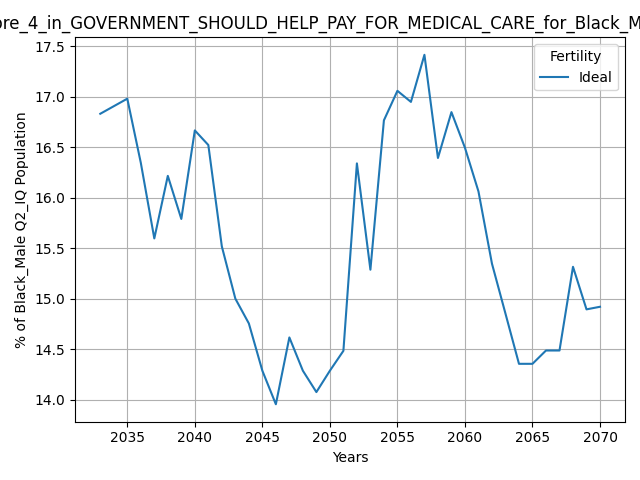 ore_4_in_GOVERNMENT_SHOULD_HELP_PAY_FOR_MEDICAL_CARE_for_Black_M
Fertility
Ideal
17.5
17.0
16.5
16.0
15.5
15.0
14.5
14.0
% of Black_Male Q2_IQ Population
2035 2040 2045 2050 2055 2060 2065 2070
Years